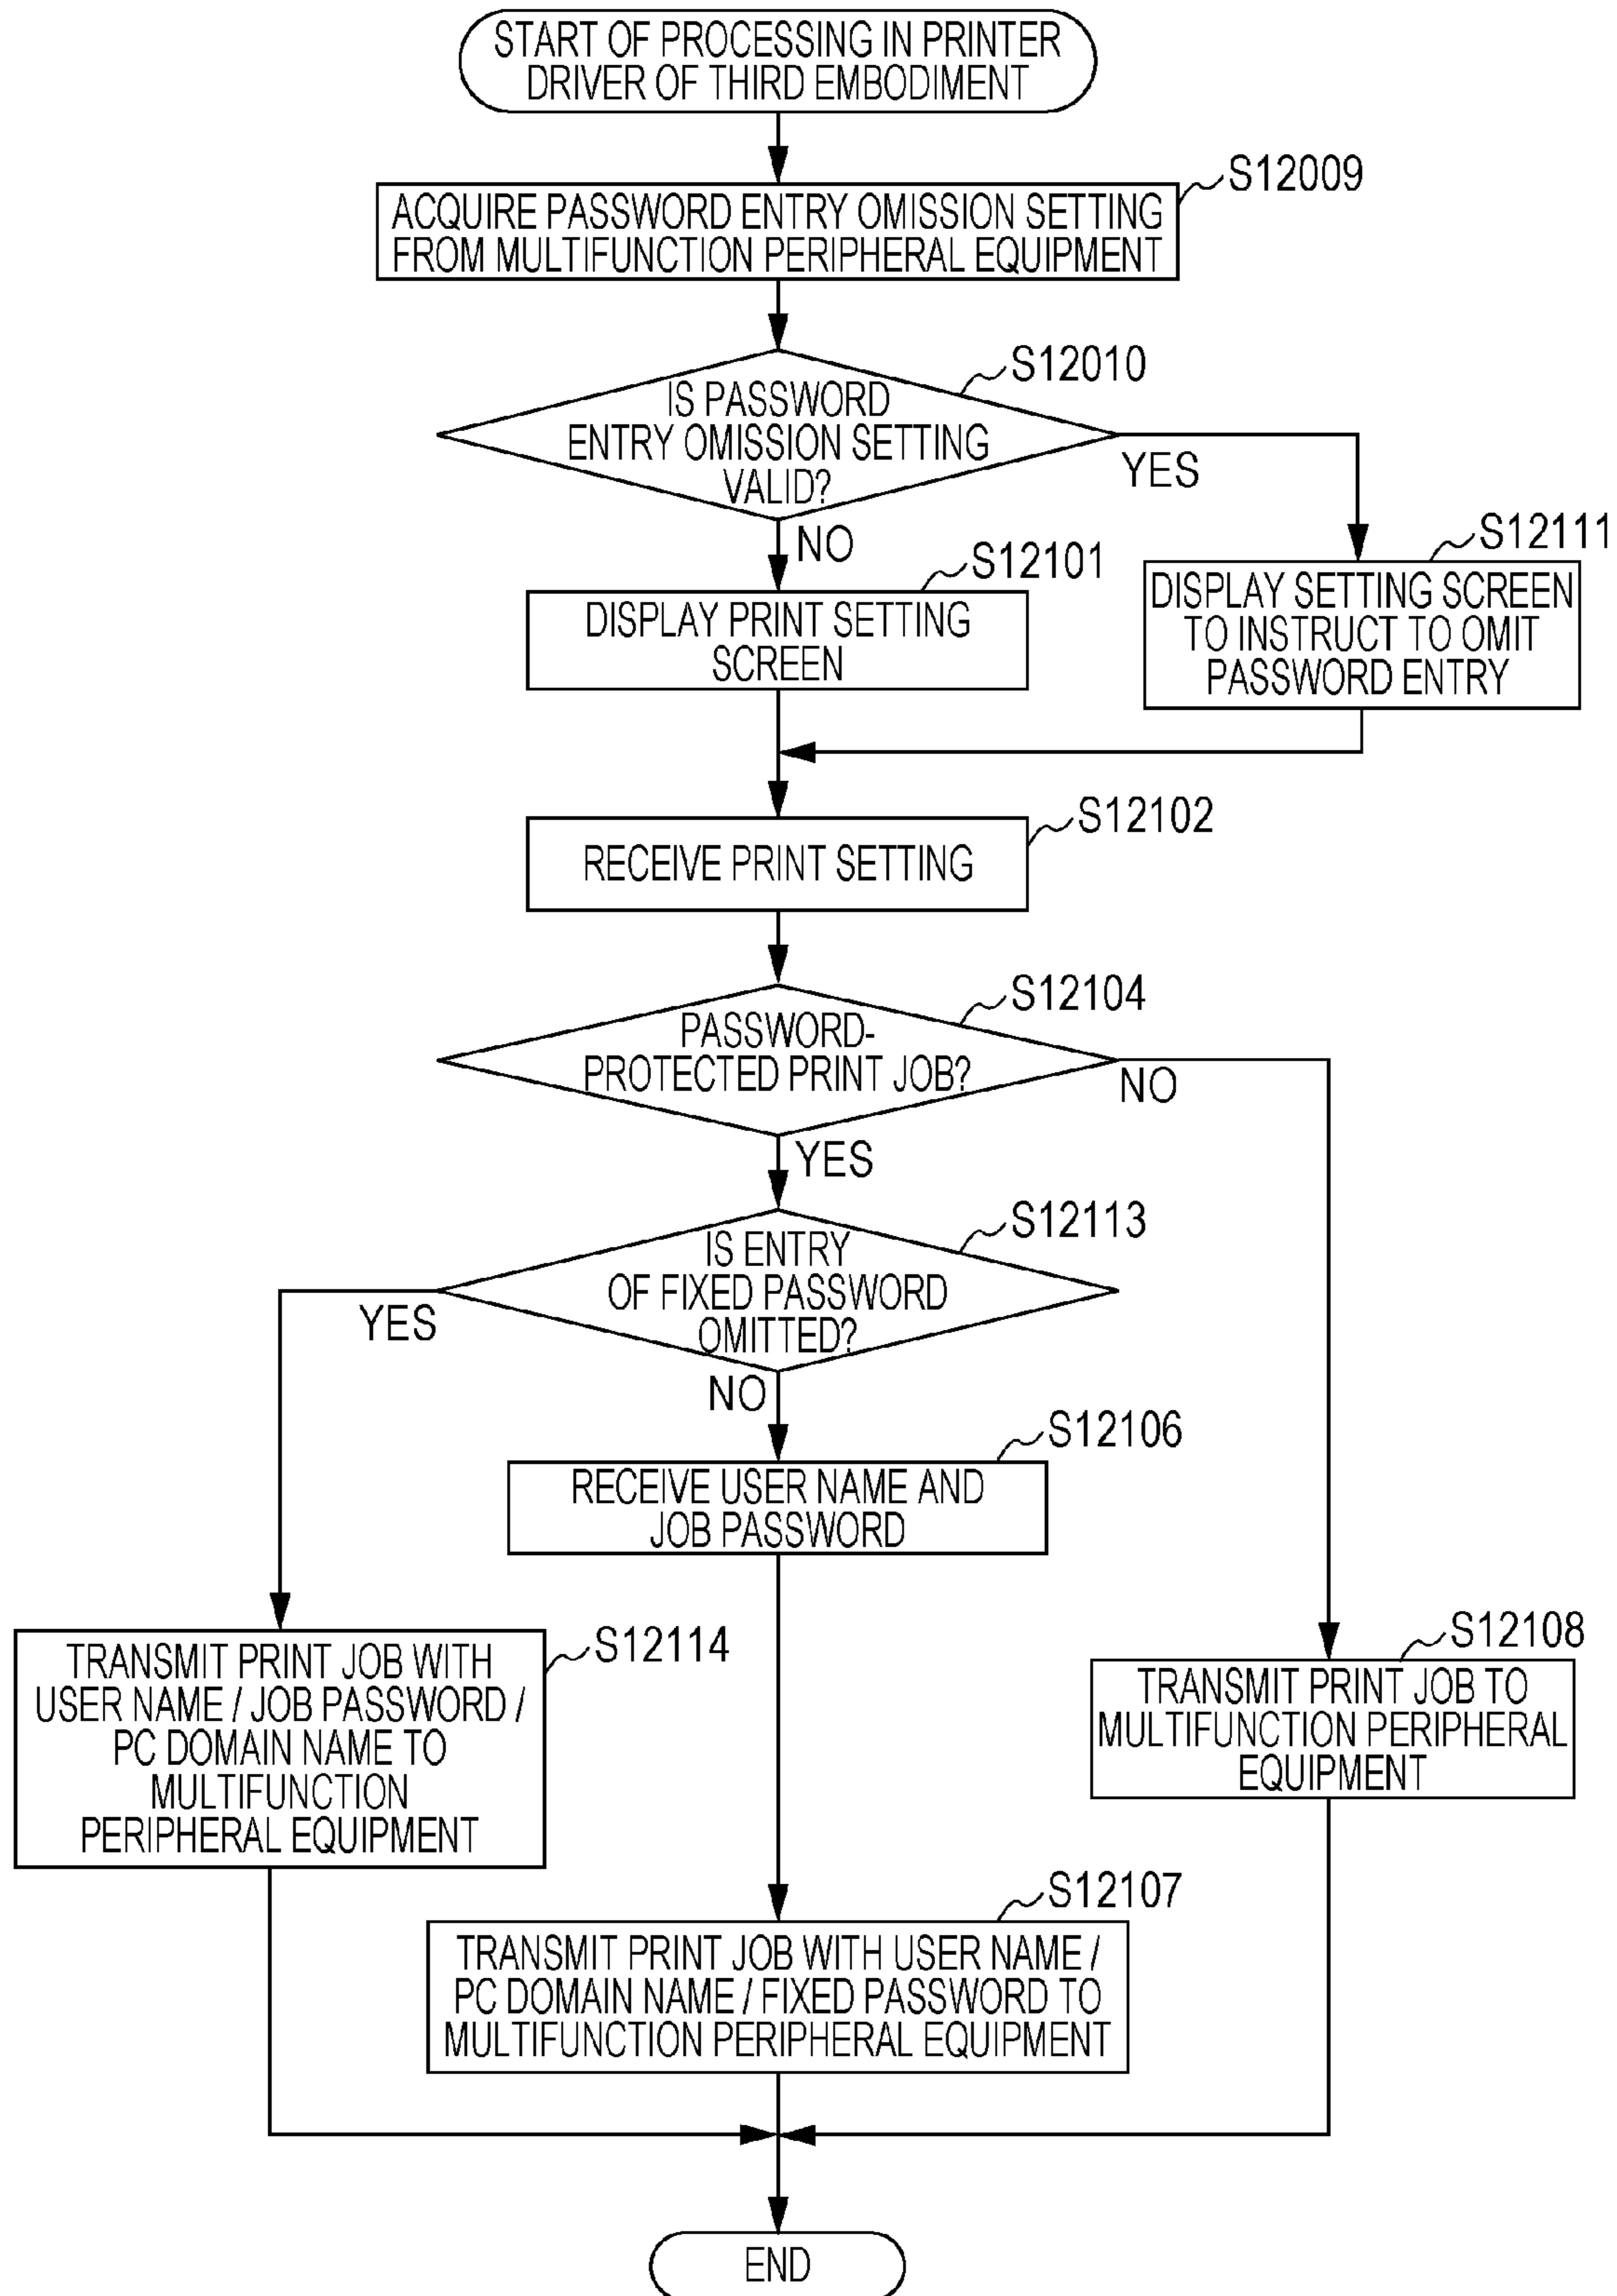 START OF PROCESSING IN PRINTER
DRIVER OF THIRD EMBODIMENT
S12009
ACQUIRE PASSWORD ENTRY OMISSION SETTING
FROM MULTIFUNCTION PERIPHERAL EQUIPMENT
S12010
IS PASSWORD
ENTRY OMISSION SETTING
VALID?
YES
NO
S12101
DISPLAY PRINT SETTING
SCREEN
S12111
DISPLAY SETTING SCREEN
TO INSTRUCT TO OMIT
PASSWORD ENTRY
S12102
RECEIVE PRINT SETTING
S12104
PASSWORD-
PROTECTED PRINT JOB?
NO
YES
S12113
IS ENTRY
OF FIXED PASSWORD
OMITTED?
YES
NO
S12106
RECEIVE USER NAME AND
JOB PASSWORD
S12114
TRANSMIT PRINT JOB WITH
USER NAME / JOB PASSWORD /
PC DOMAIN NAME TO
MULTIFUNCTION
PERIPHERAL EQUIPMENT
S12108
TRANSMIT PRINT JOB TO
MULTIFUNCTION PERIPHERAL
EQUIPMENT
S12107
TRANSMIT PRINT JOB WITH USER NAME /
PC DOMAIN NAME / FIXED PASSWORD TO
MULTIFUNCTION PERIPHERAL EQUIPMENT
END